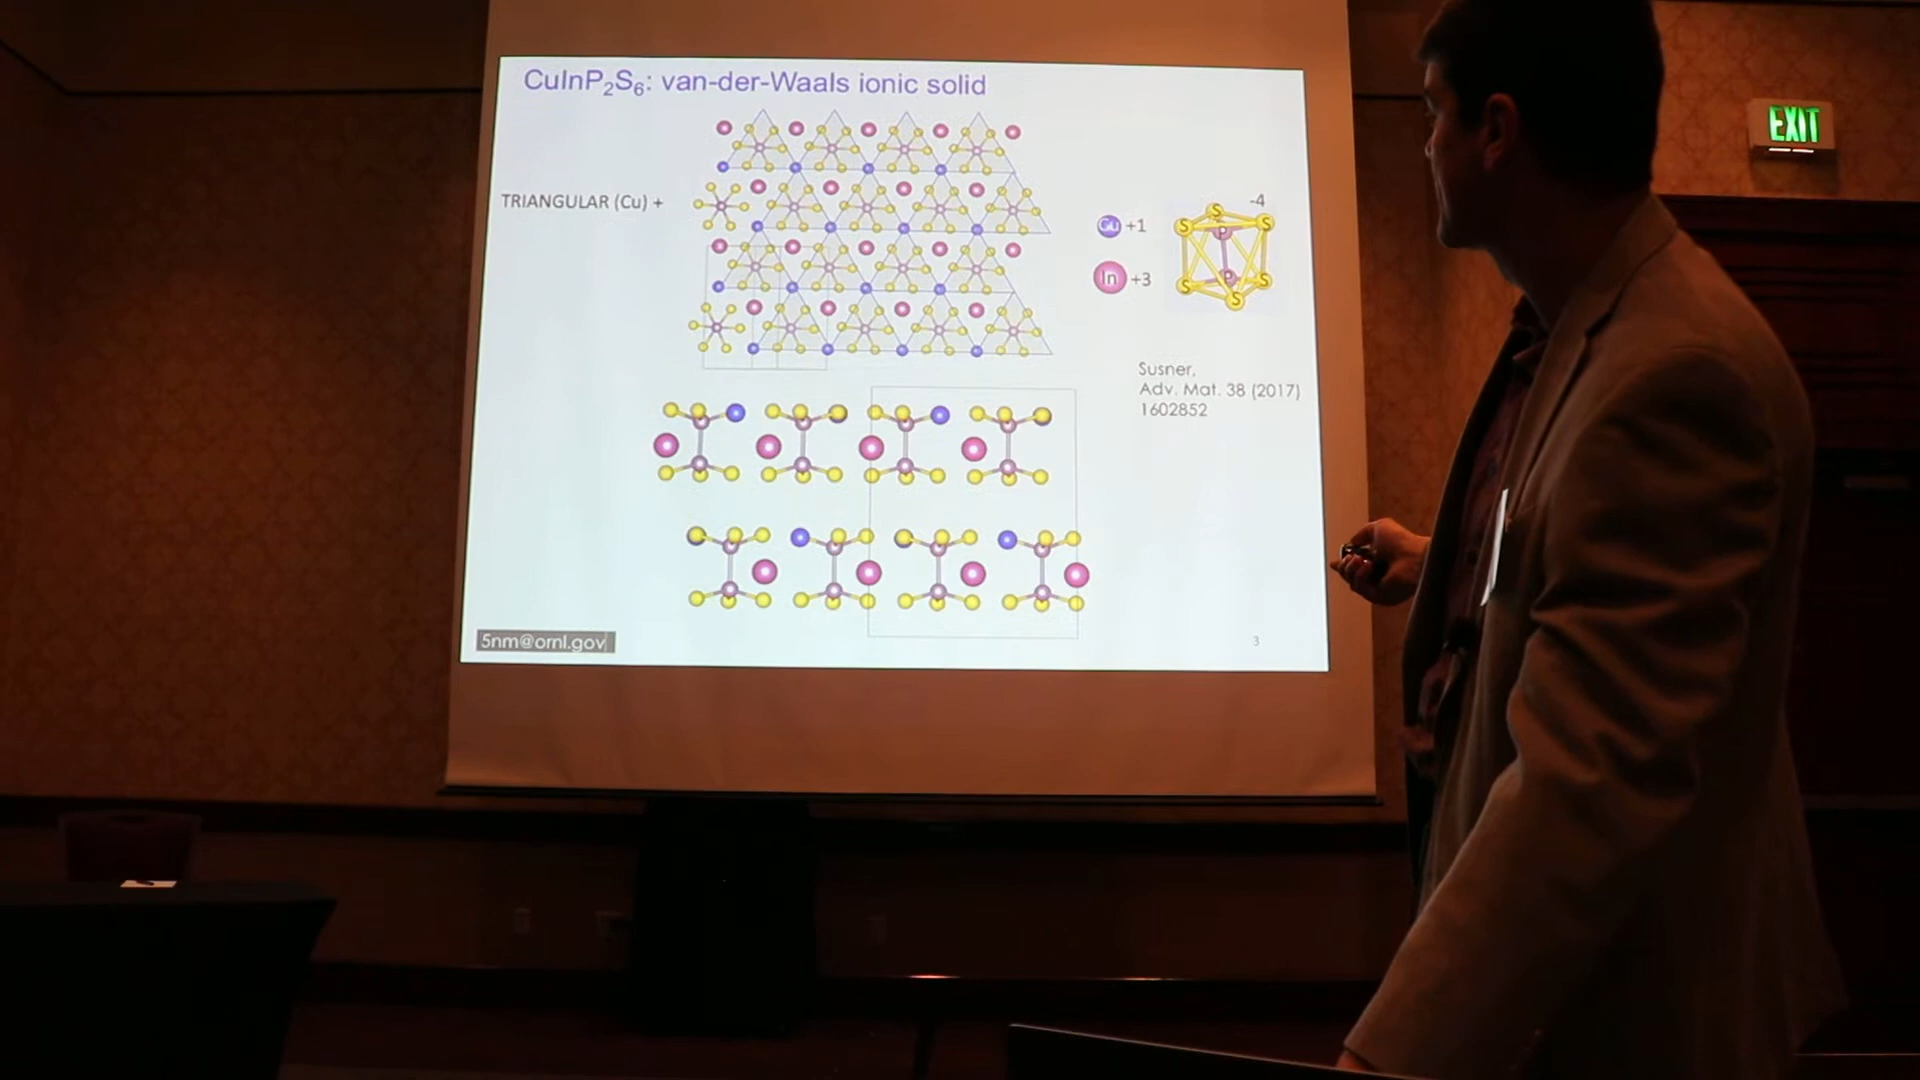 CuInP₂S₆: van-der-Waals ionic solid
EXIT
TRIANGULAR (Cu) +
-4
Cu +1
In +3
S
S
S
P
P
S
S
S
Susner,
Adv. Mat. 38 (2017)
1602852
5nm@ornl.gov
3